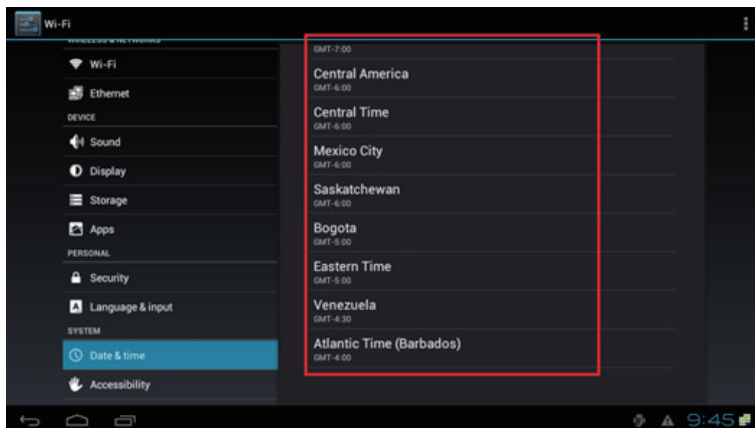 Wi-Fi
WIRELESS & NETWORKS
Wi-Fi
Ethernet
DEVICE
Sound
Display
Storage
Apps
PERSONAL
Security
Language & input
SYSTEM
Date & time
Accessibility
GMT-7:00
Central America
GMT-6:00
Central Time
GMT-6:00
Mexico City
GMT-6:00
Saskatchewan
GMT-6:00
Bogota
GMT-5:00
Eastern Time
GMT-5:00
Venezuela
GMT-4:30
Atlantic Time (Barbados)
GMT-4:00
9:45